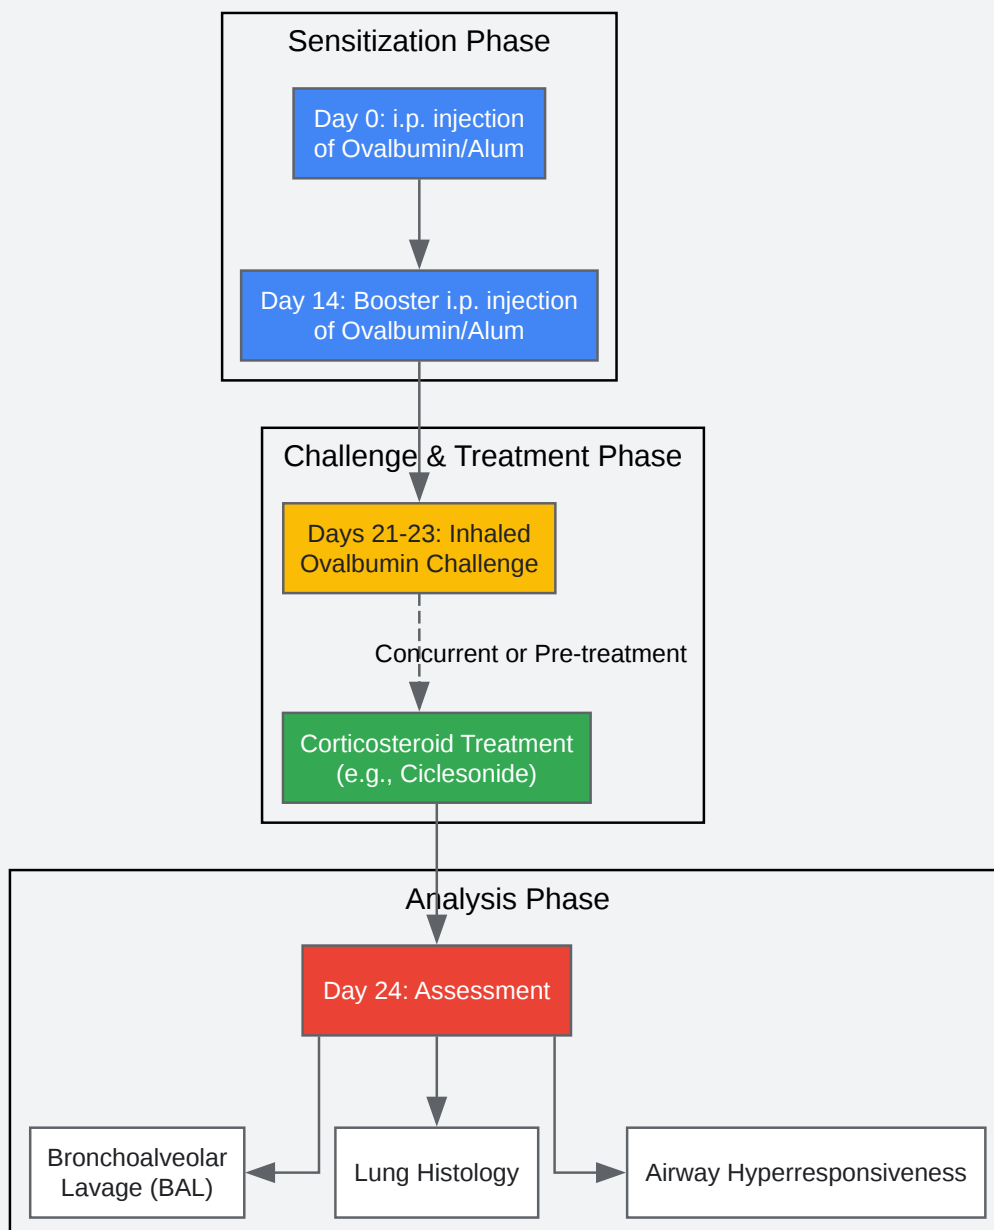 Sensitization Phase
Day 0: i.p. injection
of Ovalbumin/Alum
Day 14: Booster i.p. injection
of Ovalbumin/Alum
Challenge & Treatment Phase
Days 21-23: Inhaled
Ovalbumin Challenge
Concurrent or Pre-treatment
Corticosteroid Treatment
(e.g., Ciclesonide)
Analysis Phase
Day 24: Assessment
Bronchoalveolar
Lavage (BAL)
Lung Histology
Airway Hyperresponsiveness